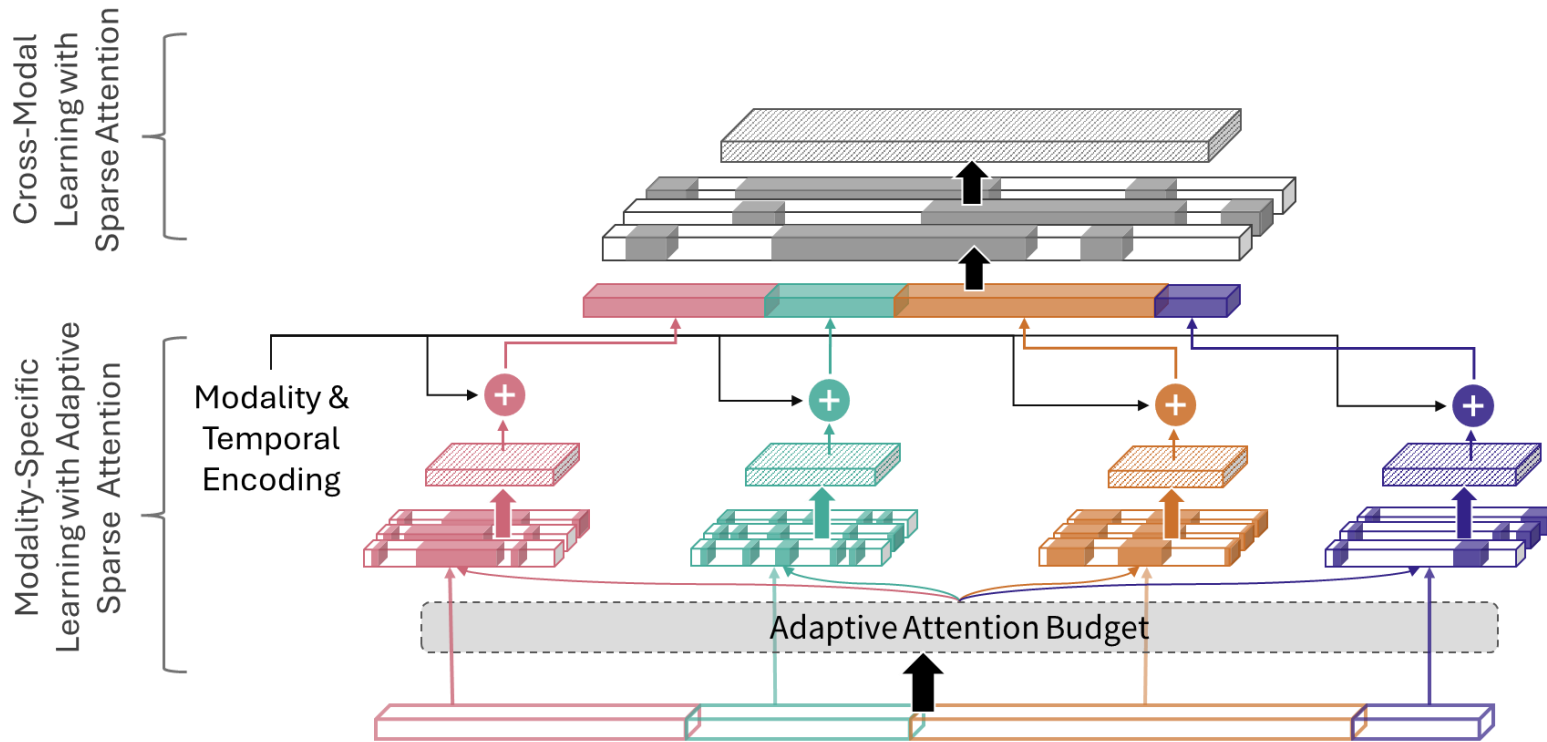 Cross-Modal
Learning with
Sparse Attention
Modality-Specific
Learning with Adaptive
Sparse Attention
Modality &
Temporal
Encoding
+
+
+
+
Adaptive Attention Budget